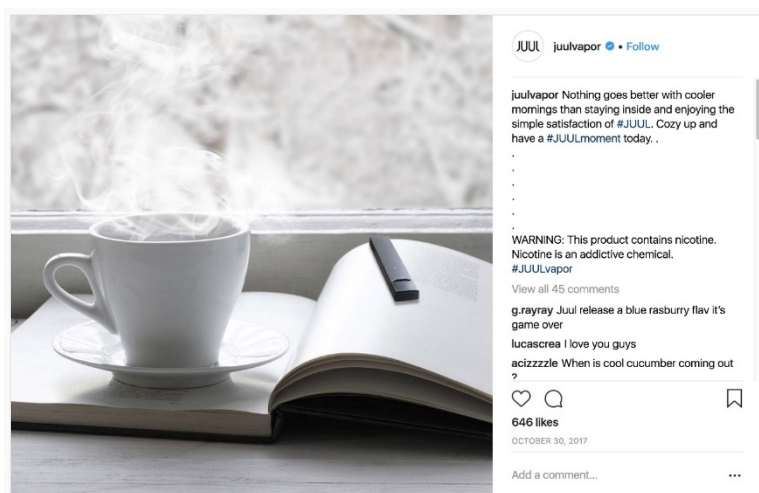 JUUL juulvapor • Follow
juulvapor Nothing goes better with cooler
mornings than staying inside and enjoying the
simple satisfaction of #JUUL. Cozy up and
have a #JUULmoment today. .
.
.
.
.
.
.
WARNING: This product contains nicotine.
Nicotine is an addictive chemical.
#JUULvapor
View all 45 comments
g.rayray Juul release a blue rasburry flav it's
game over
lucascrea I love you guys
acizzzzle When is cool cucumber coming out
?
646 likes
OCTOBER 30, 2017
Add a comment...